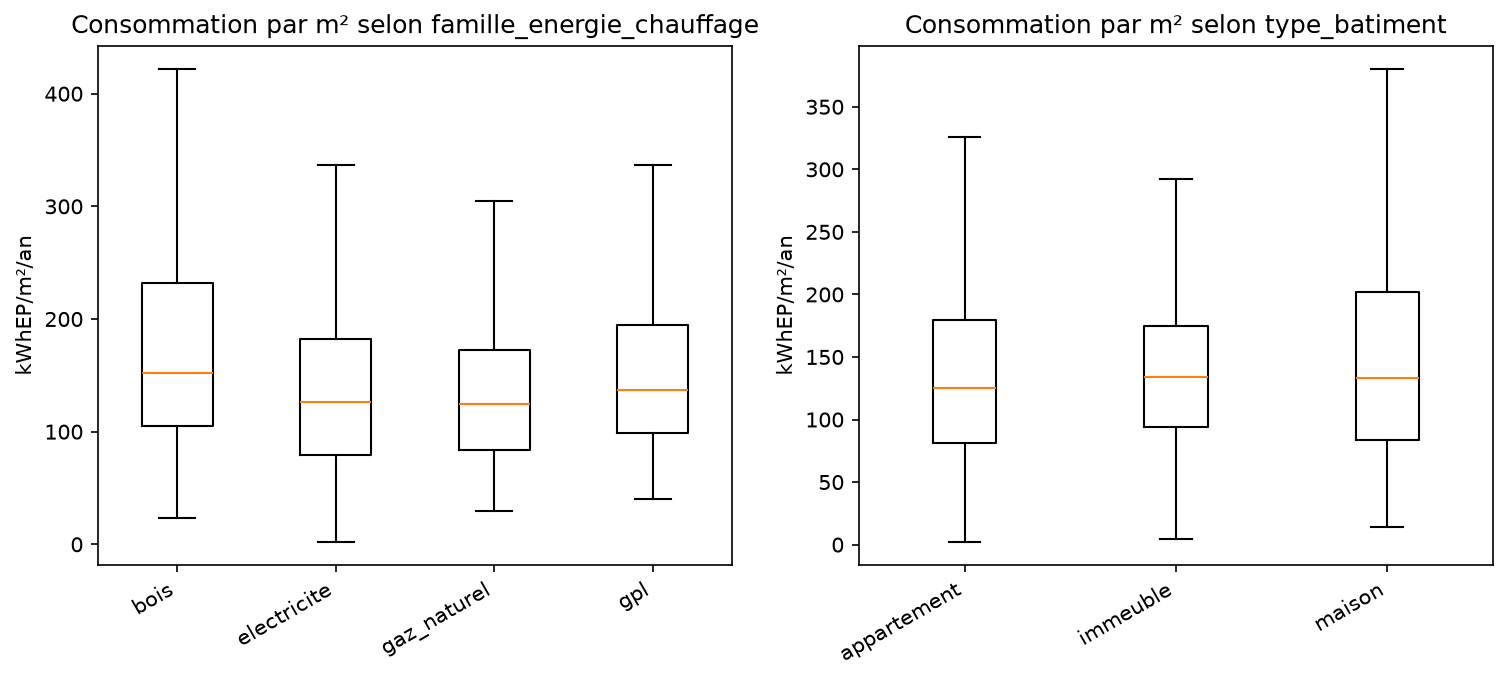 Consommation par m² selon famille_energie_chauffage
kWhEP/m²/an
400
300
200
100
0
bois
electricite
gaz_naturel
gpl
Consommation par m² selon type_batiment
kWhEP/m²/an
350
300
250
200
150
100
50
0
appartement
immeuble
maison